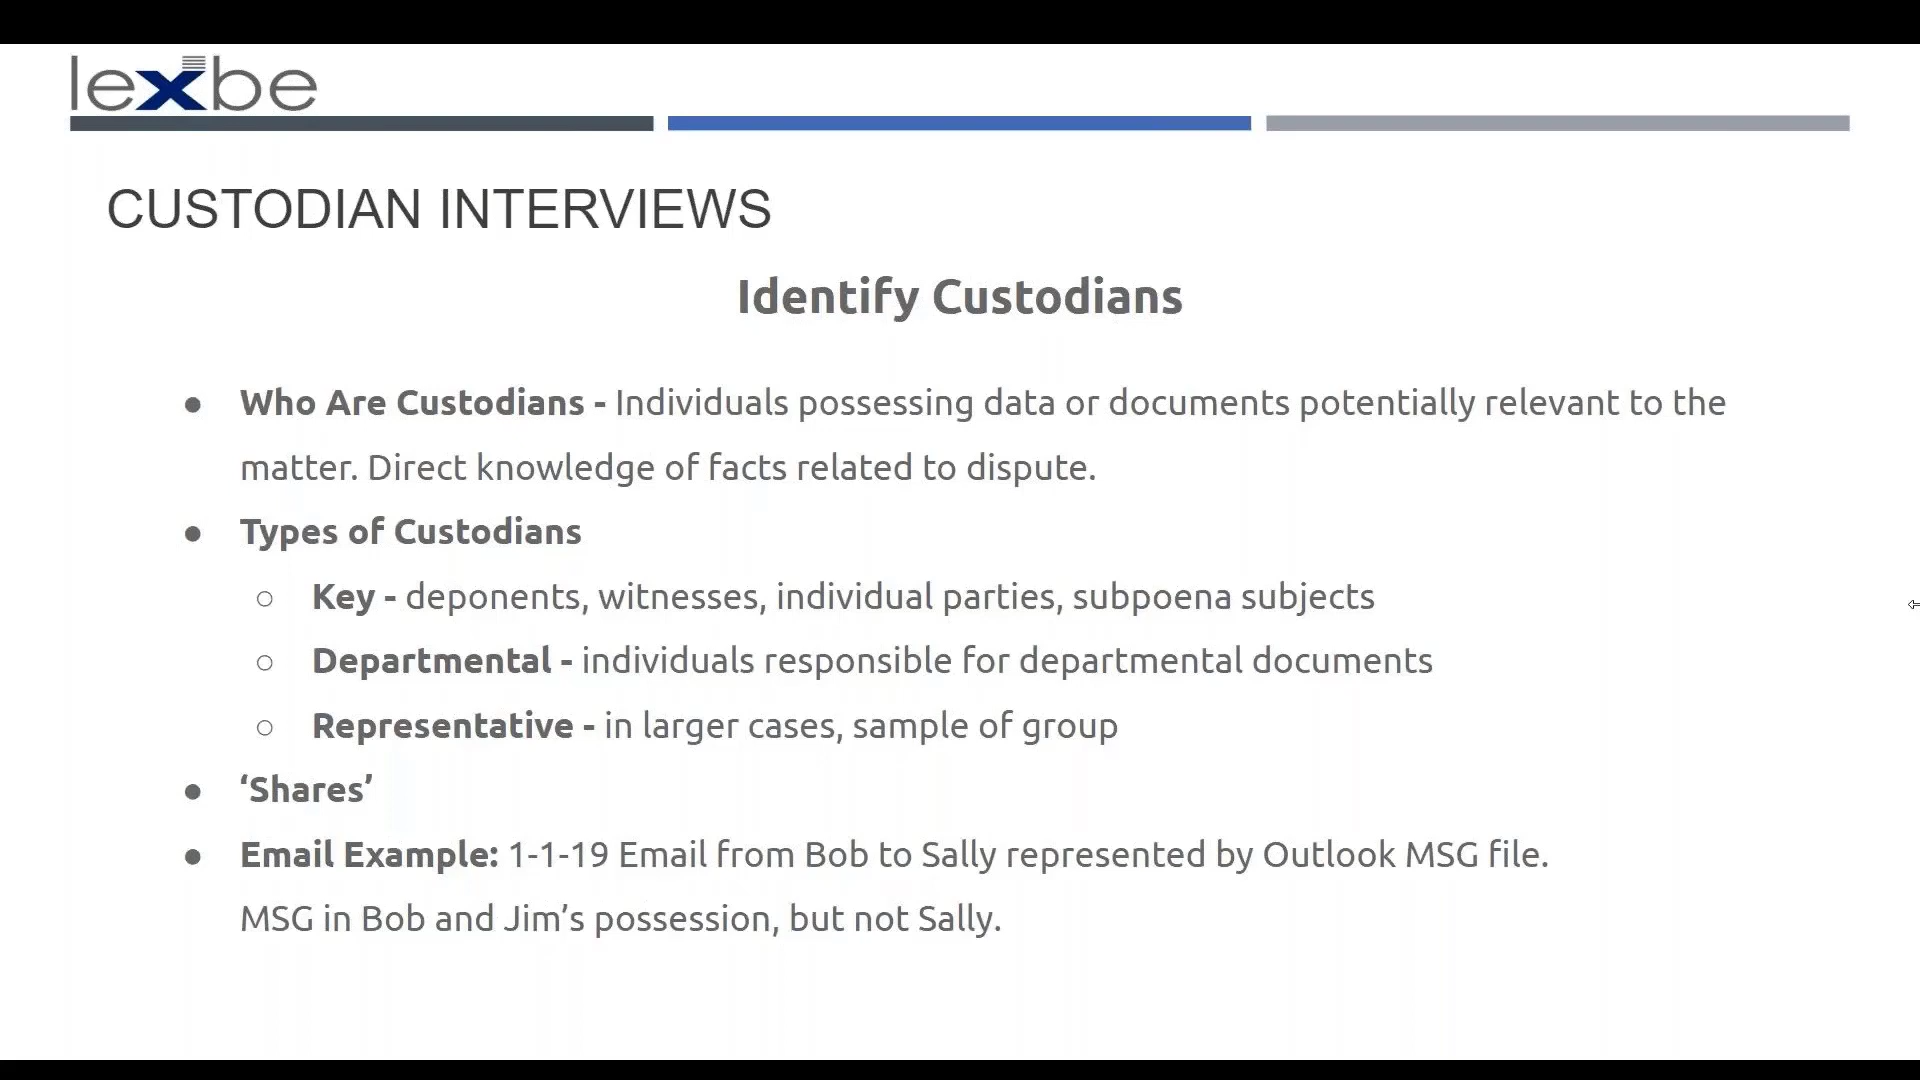 lexbe
CUSTODIAN INTERVIEWS
Identify Custodians
● Who Are Custodians - Individuals possessing data or documents potentially relevant to the
matter. Direct knowledge of facts related to dispute.
● Types of Custodians
○ Key - deponents, witnesses, individual parties, subpoena subjects
○ Departmental - individuals responsible for departmental documents
○ Representative - in larger cases, sample of group
● ‘Shares’
● Email Example: 1-1-19 Email from Bob to Sally represented by Outlook MSG file.
MSG in Bob and Jim’s possession, but not Sally.